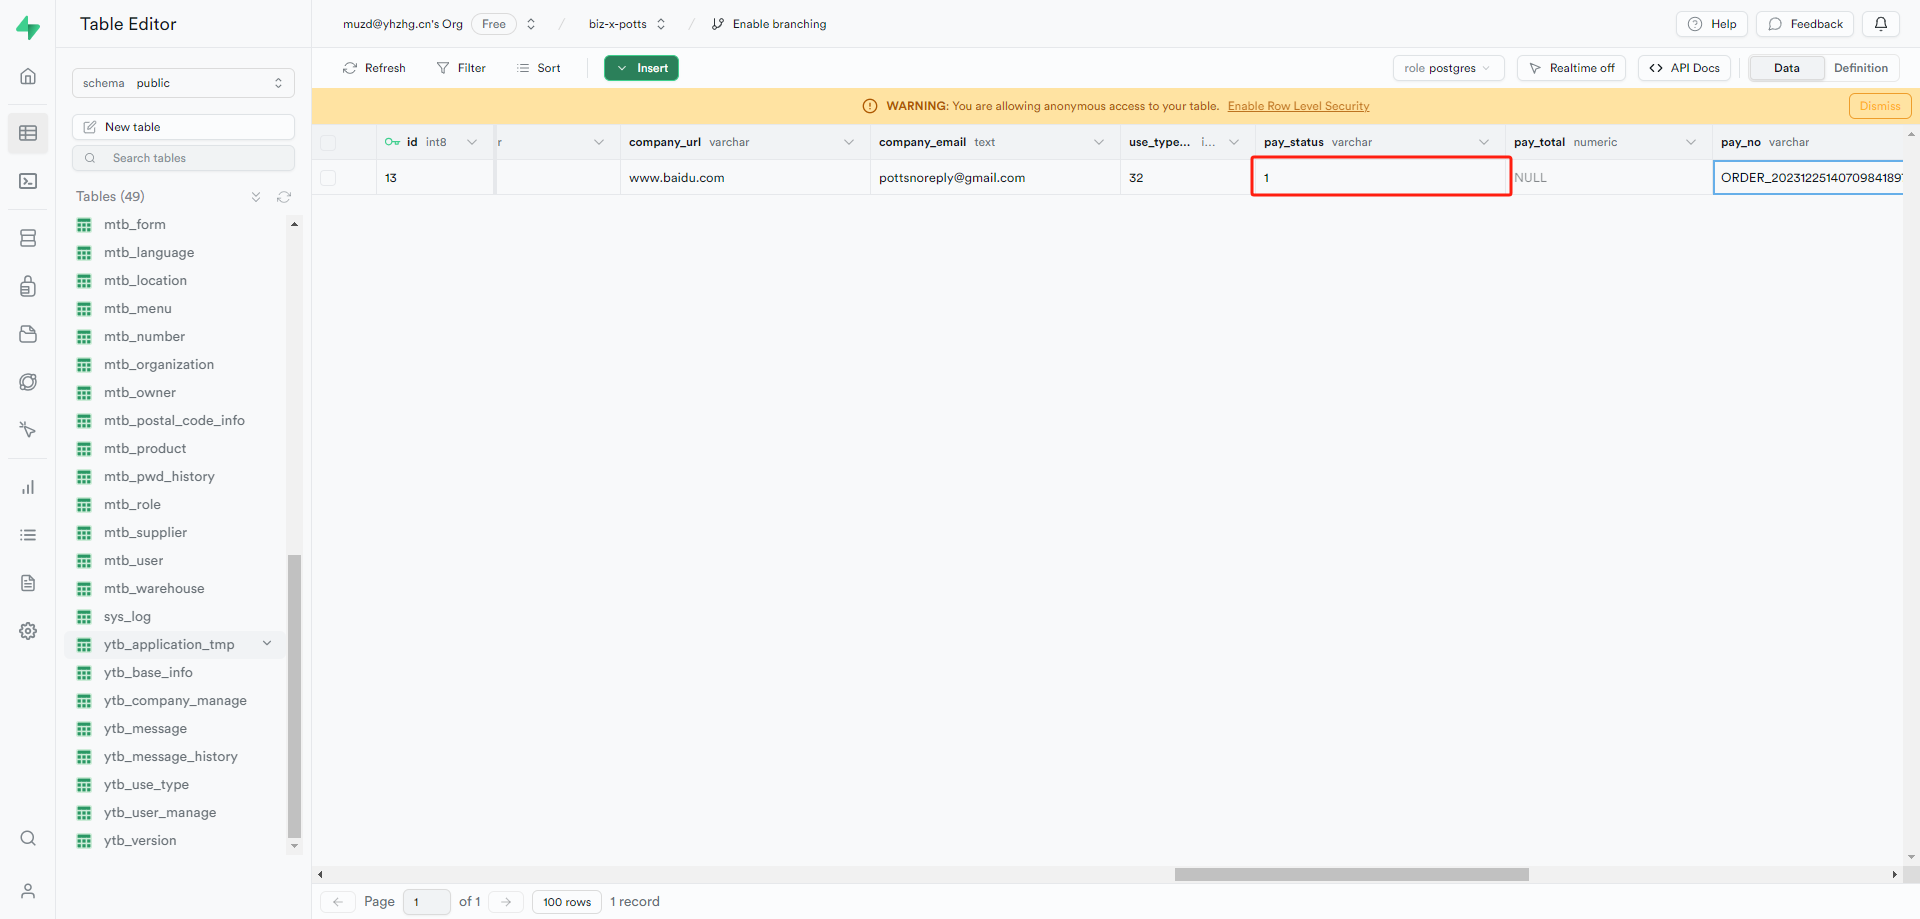 Table Editor
muzd@yhzhg.cn's Org Free / biz-x-potts / Enable branching
Help Feedback
schema public
New table
Search tables
Tables (49)
mtb_form
mtb_language
mtb_location
mtb_menu
mtb_number
mtb_organization
mtb_owner
mtb_postal_code_info
mtb_product
mtb_pwd_history
mtb_role
mtb_supplier
mtb_user
mtb_warehouse
sys_log
ytb_application_tmp
ytb_base_info
ytb_company_manage
ytb_message
ytb_message_history
ytb_use_type
ytb_user_manage
ytb_version
Refresh Filter Sort Insert role postgres Realtime off API Docs Data Definition
WARNING: You are allowing anonymous access to your table. Enable Row Level Security Dismiss
id int8 r company_url varchar company_email text use_type... i... pay_status varchar pay_total numeric pay_no varchar
13 www.baidu.com pottsnoreply@gmail.com 32 1 NULL ORDER_20231225140709841897
Page 1 of 1 100 rows 1 record